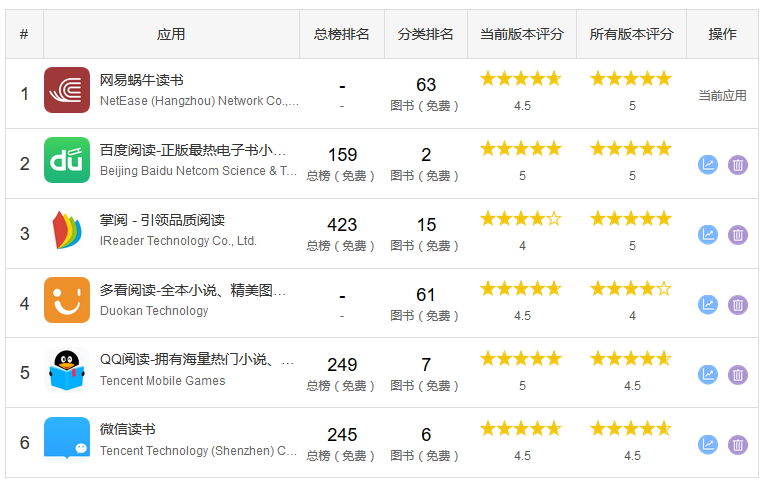 # 应用 总榜排名 分类排名 当前版本评分 所有版本评分 操作
1 网易蜗牛读书 - 63
NetEase (Hangzhou) Network Co.,... - 图书（免费） 4.5 5 当前应用
2 百度阅读-正版最热电子书小... 159 2
du
Beijing Baidu Netcom Science & T... 总榜（免费） 图书（免费） 5 5
3 掌阅 - 引领品质阅读 423 15
IReader Technology Co., Ltd. 总榜（免费） 图书（免费） 4 5
4 多看阅读-全本小说、精美图... - 61
Duokan Technology - 图书（免费） 4.5 4
5 QQ阅读-拥有海量热门小说、... 249 7
Tencent Mobile Games 总榜（免费） 图书（免费） 5 4.5
6 微信读书 245 6
Tencent Technology (Shenzhen) C... 总榜（免费） 图书（免费） 4.5 4.5